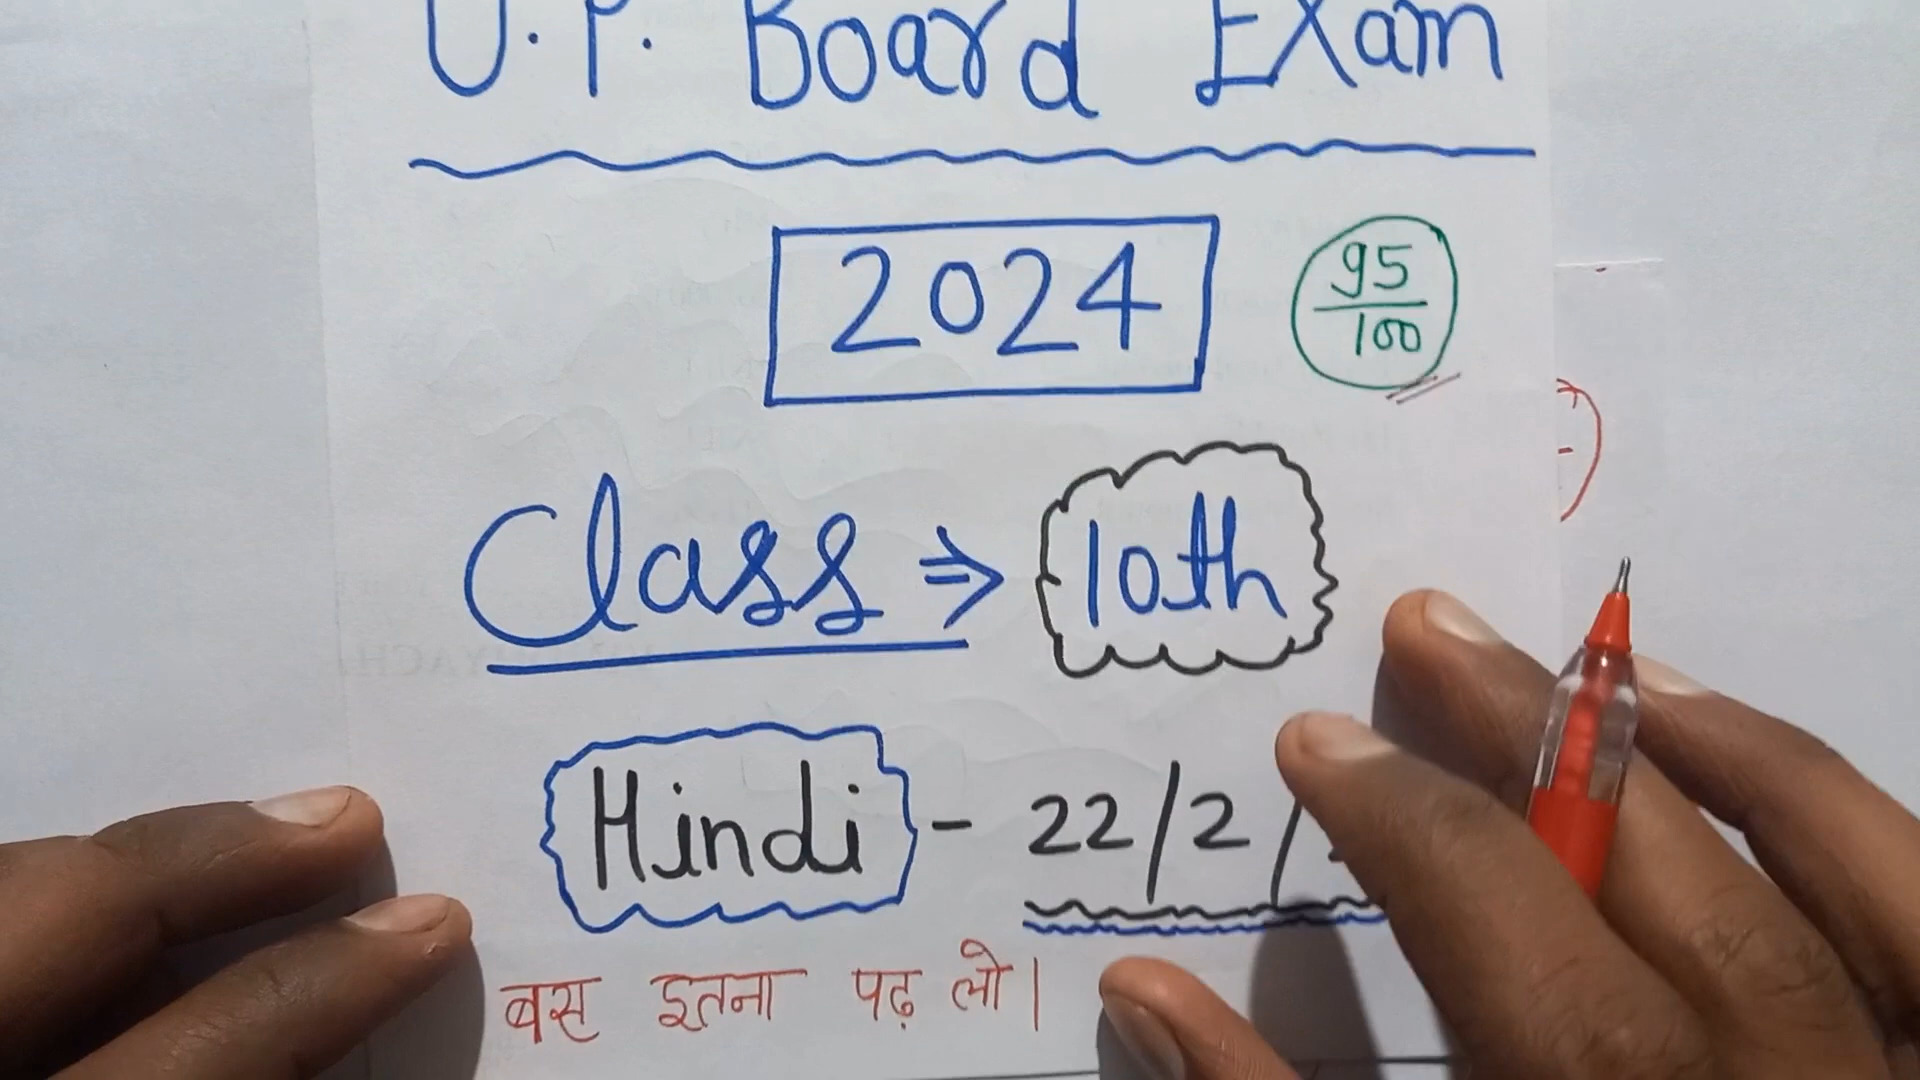 U.P. Board Exam
2024
95
100
Class ⇒ 10th
Hindi - 22/2/
बस इतना पढ़ लो।